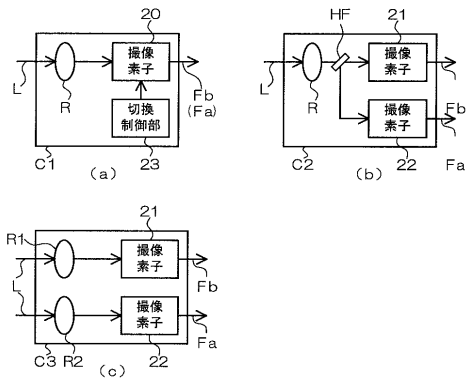 20
撮像
素子
L
R
Fb
(Fa)
切換
制御部
C1
23
(a)
HF
21
撮像
素子
L
R
Fb
撮像
素子
C2
22
Fa
(b)
21
R1
撮像
素子
Fb
L
撮像
素子
Fa
C3
R2
22
(c)